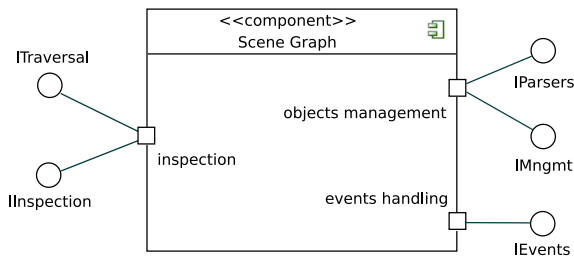 <<component>>
Scene Graph
ITraversal
IParsers
objects management
inspection
IMngmt
IInspection
events handling
IEvents